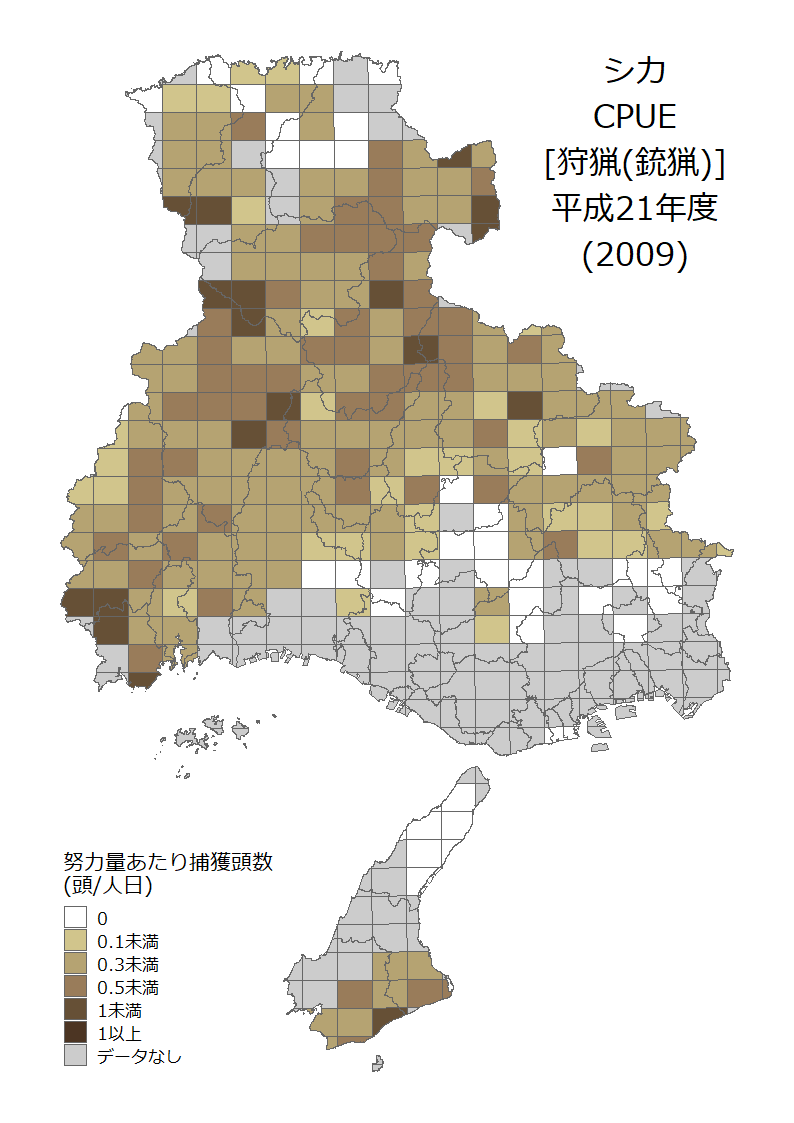 シカ
CPUE
[狩猟(銃猟)]
平成21年度
(2009)
努力量あたり捕獲頭数
(頭/人日)
0
0.1未満
0.3未満
0.5未満
1未満
1以上
データなし